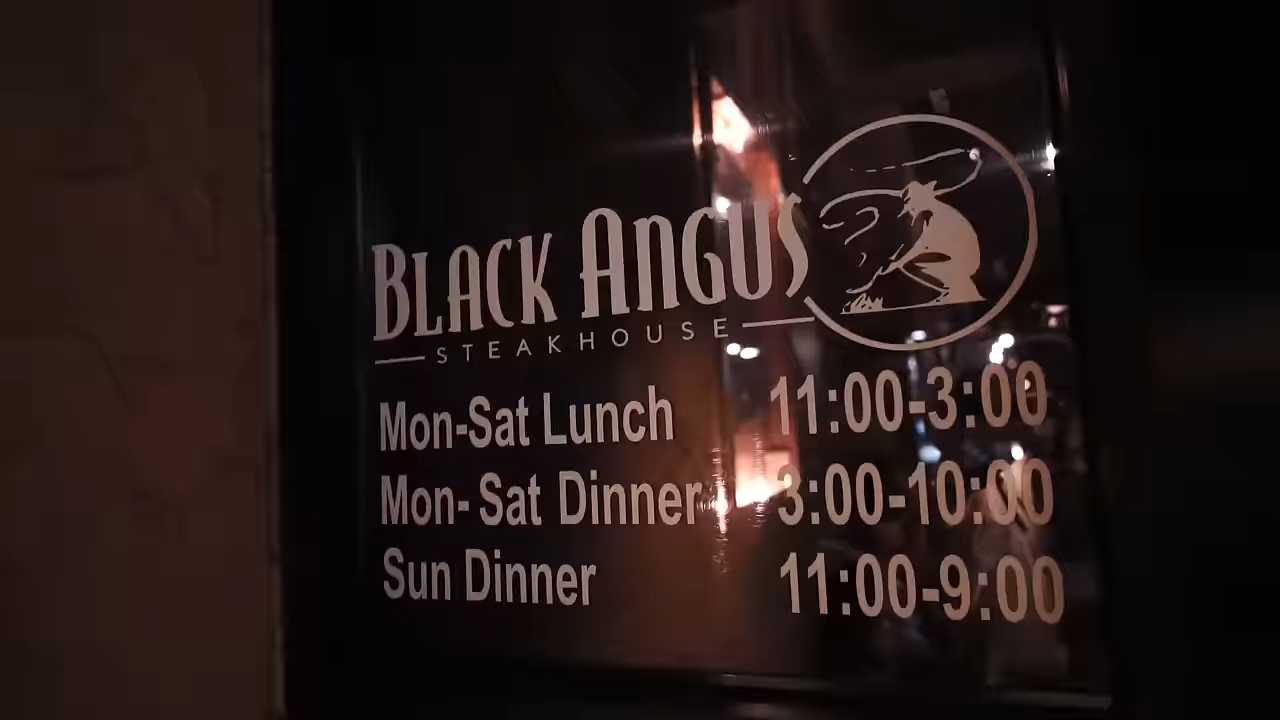 BLACK ANGUS
STEAKHOUSE
Mon-Sat Lunch 11:00-3:00
Mon- Sat Dinner 3:00-10:00
Sun Dinner 11:00-9:00